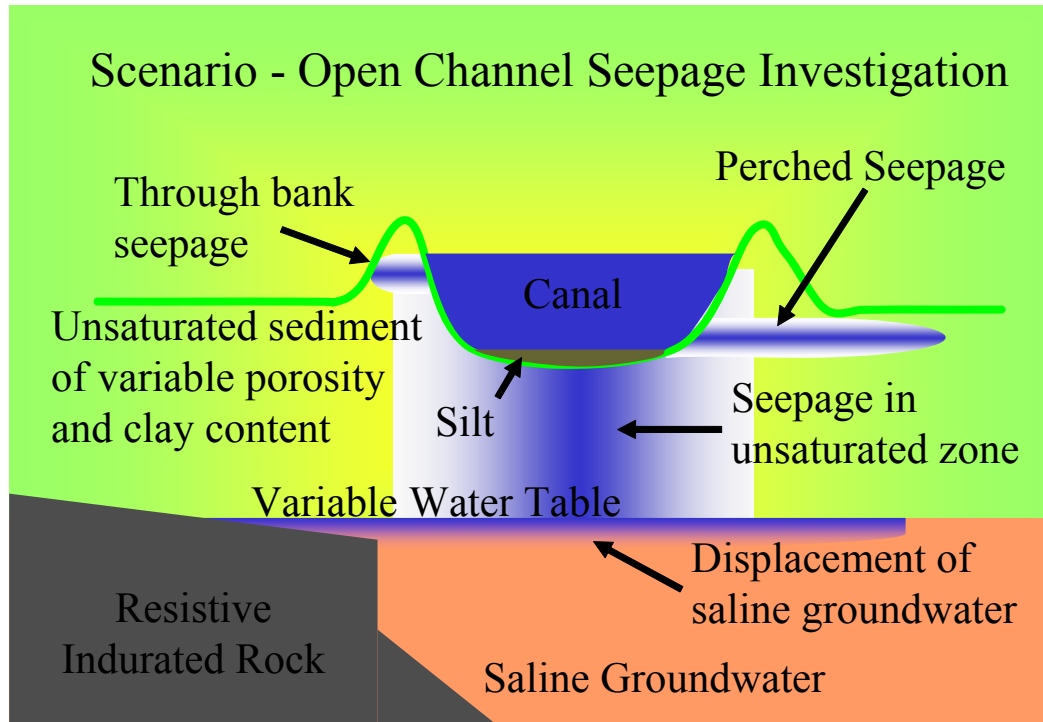 Scenario - Open Channel Seepage Investigation
Through bank
seepage
Perched Seepage
Canal
Unsaturated sediment
of variable porosity
and clay content
Silt
Seepage in
unsaturated zone
Variable Water Table
Displacement of
saline groundwater
Resistive
Indurated Rock
Saline Groundwater